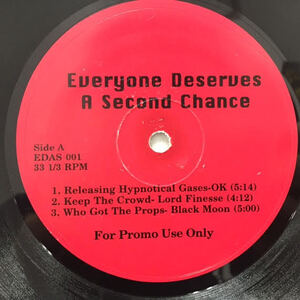 Everyone Deserves
A Second Chance
Side A
EDAS 001
33 1/3 RPM
1. Releasing Hypnotical Gases-OK (5:14)
2. Keep The Crowd- Lord Finesse (4:12)
3. Who Got The Props- Black Moon (5:00)
For Promo Use Only